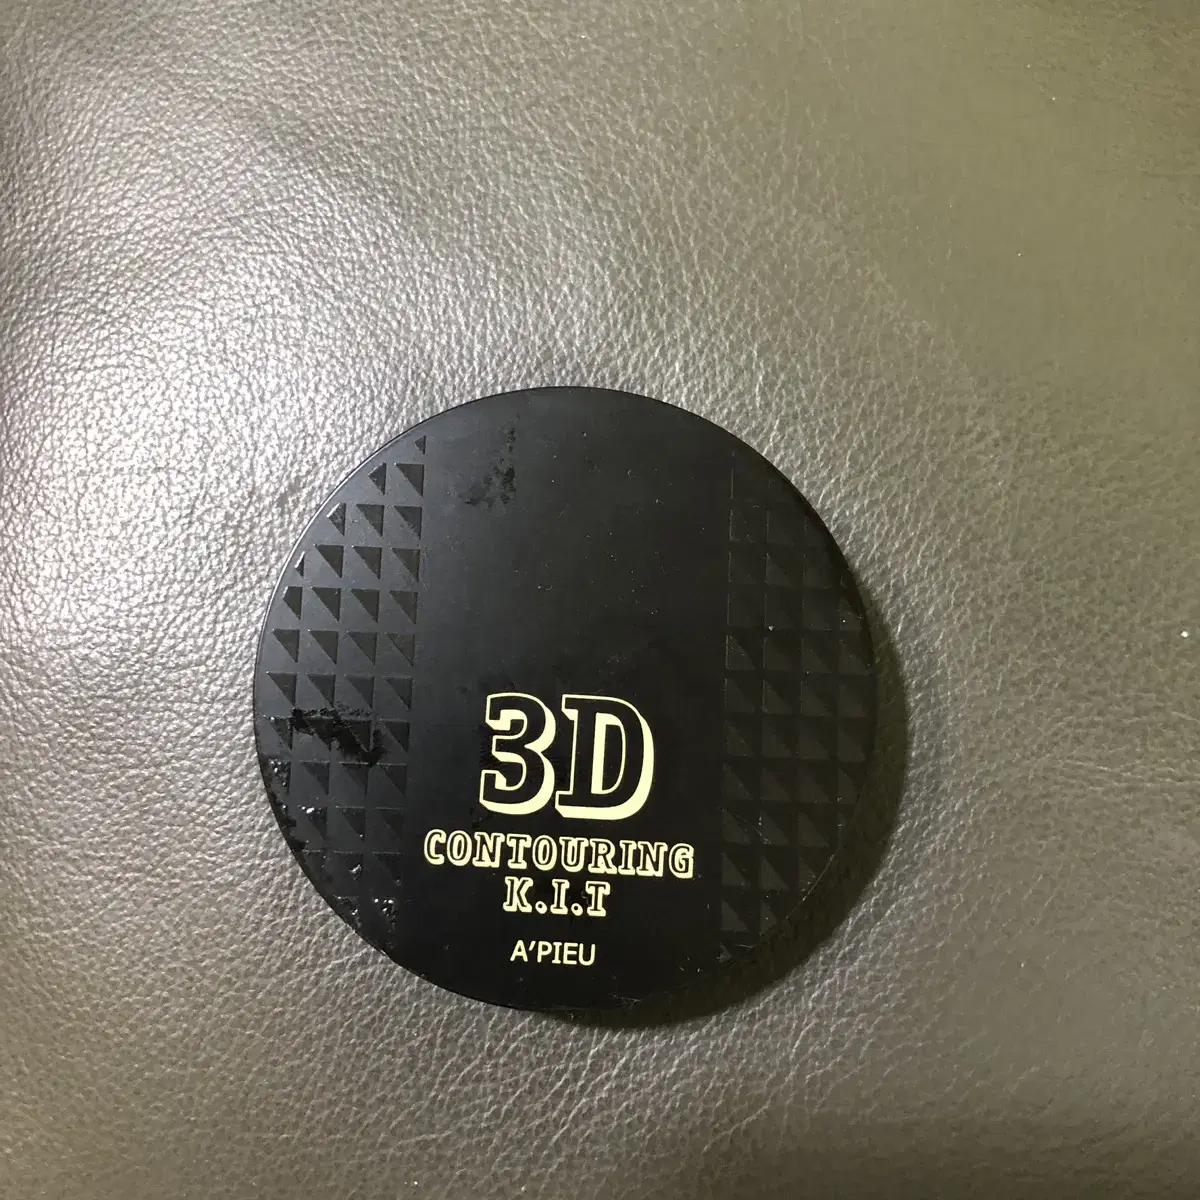 3D
CONTOURING
K.I.T
A'PIEU